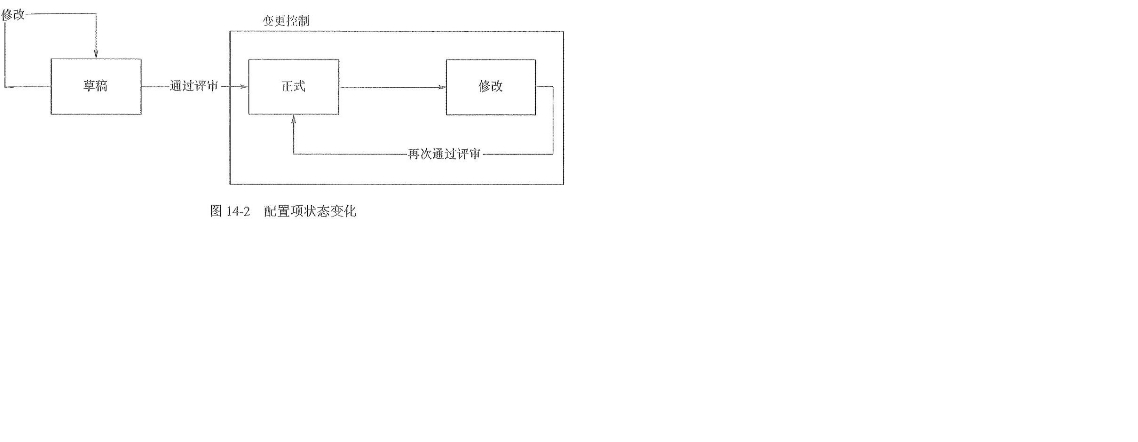 修改
变更控制
草稿
通过评审
正式
修改
再次通过评审
图 14-2 配置项状态变化